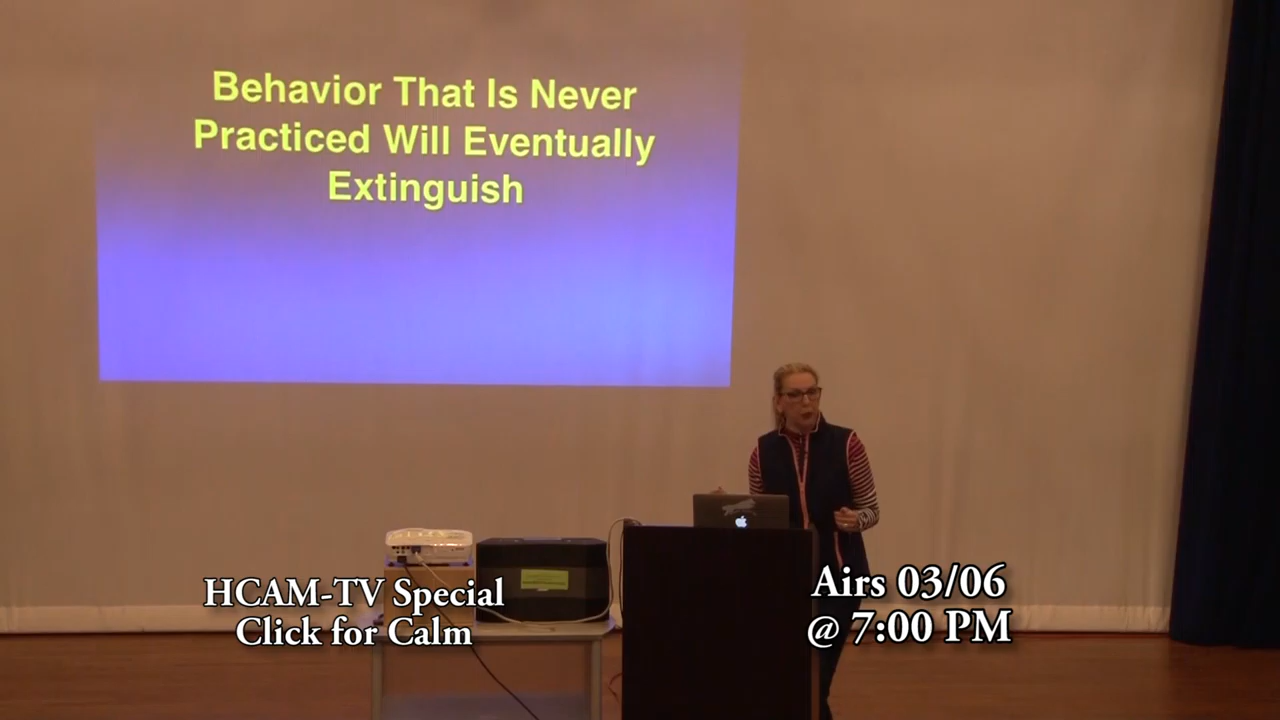 Behavior That Is Never
Practiced Will Eventually
Extinguish
HCAM-TV Special
Click for Calm
Airs 03/06
@ 7:00 PM